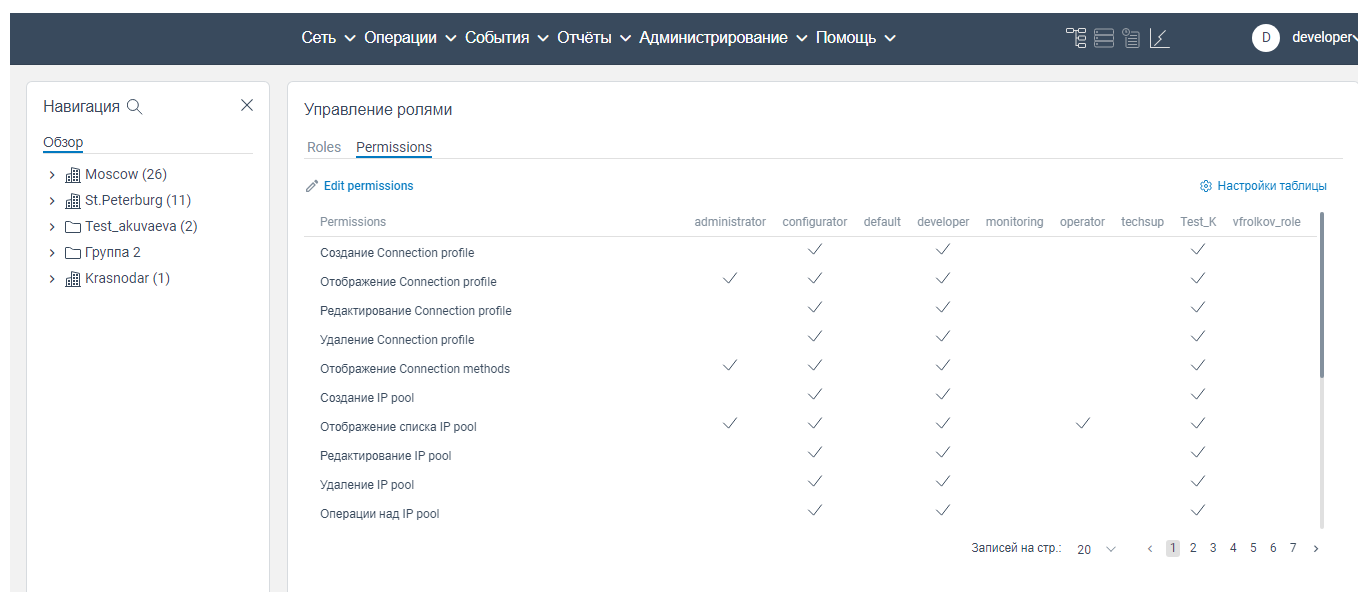 Сеть Операции События Отчёты Администрирование Помощь D developer
Навигация
Обзор
Moscow (26)
St.Peterburg (11)
Test_akuvaeva (2)
Группа 2
Krasnodar (1)
Управление ролями
Roles Permissions
Edit permissions Настройки таблицы
Permissions administrator configurator default developer monitoring operator techsup Test_K vfrolkov_role
Создание Connection profile
Отображение Connection profile
Редактирование Connection profile
Удаление Connection profile
Отображение Connection methods
Создание IP pool
Отображение списка IP pool
Редактирование IP pool
Удаление IP pool
Операции над IP pool
Записей на стр.: 20 1 2 3 4 5 6 7